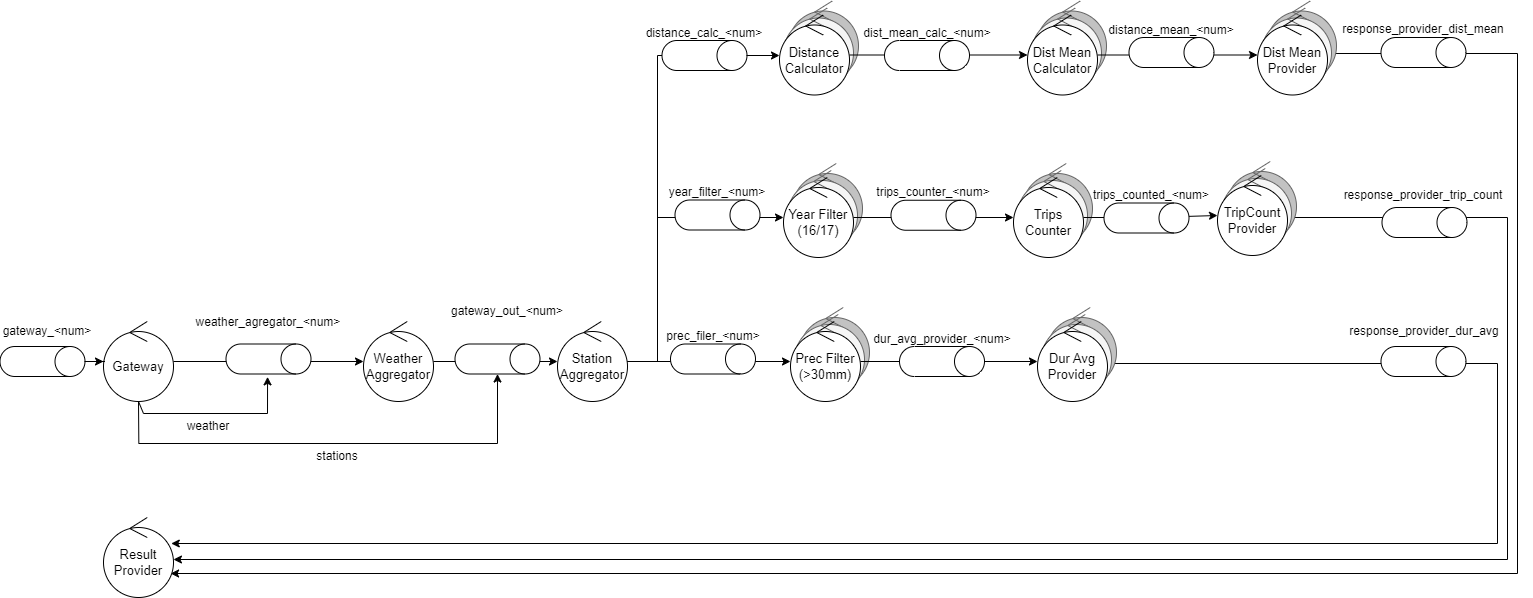 distance_calc_<num>
dist_mean_calc_<num>
distance_mean_<num>
response_provider_dist_mean
Distance
Calculator
Dist Mean
Calculator
Dist Mean
Provider
year_filter_<num>
trips_counter_<num>
trips_counted_<num>
response_provider_trip_count
Year Filter
(16/17)
Trips
Counter
TripCount
Provider
gateway_<num>
weather_agregator_<num>
gateway_out_<num>
prec_filer_<num>
dur_avg_provider_<num>
response_provider_dur_avg
Gateway
Weather
Aggregator
Station
Aggregator
Prec Filter
(>30mm)
Dur Avg
Provider
weather
stations
Result
Provider